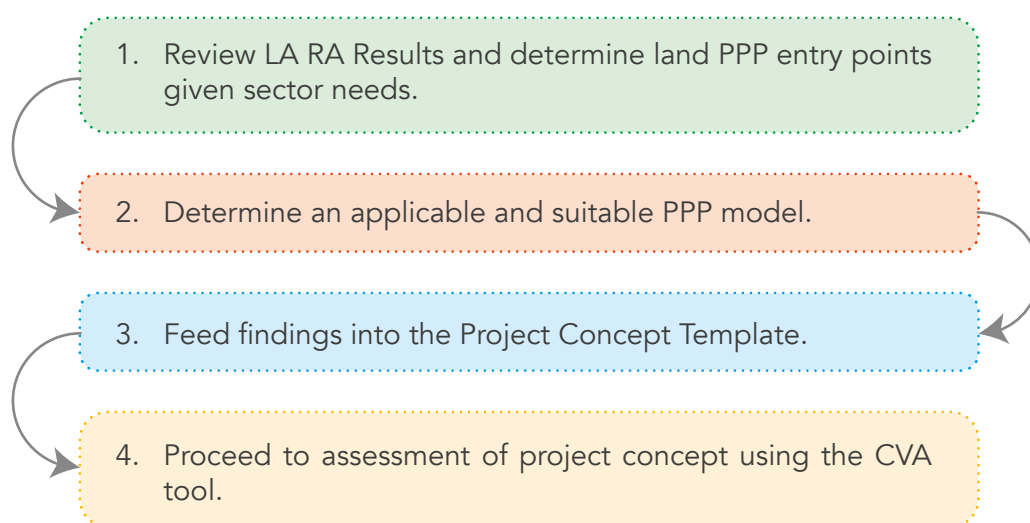 1. Review LA RA Results and determine land PPP entry points
given sector needs.
2. Determine an applicable and suitable PPP model.
3. Feed findings into the Project Concept Template.
4. Proceed to assessment of project concept using the CVA
tool.